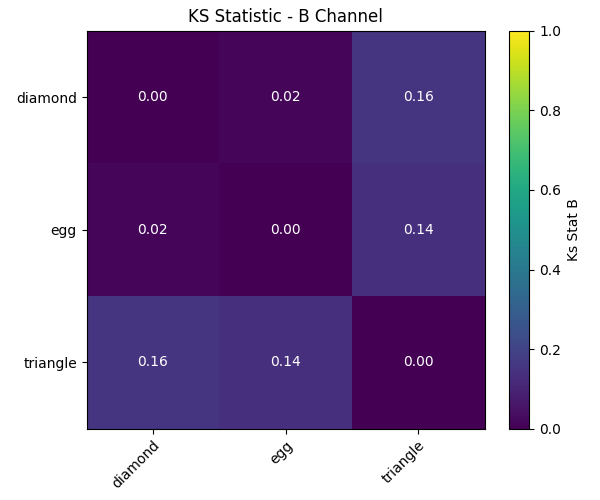 KS Statistic - B Channel
diamond
0.00 0.02 0.16
egg
0.02 0.00 0.14
triangle
0.16 0.14 0.00
diamond
egg
triangle
1.0
0.8
0.6
0.4
0.2
0.0
Ks Stat B